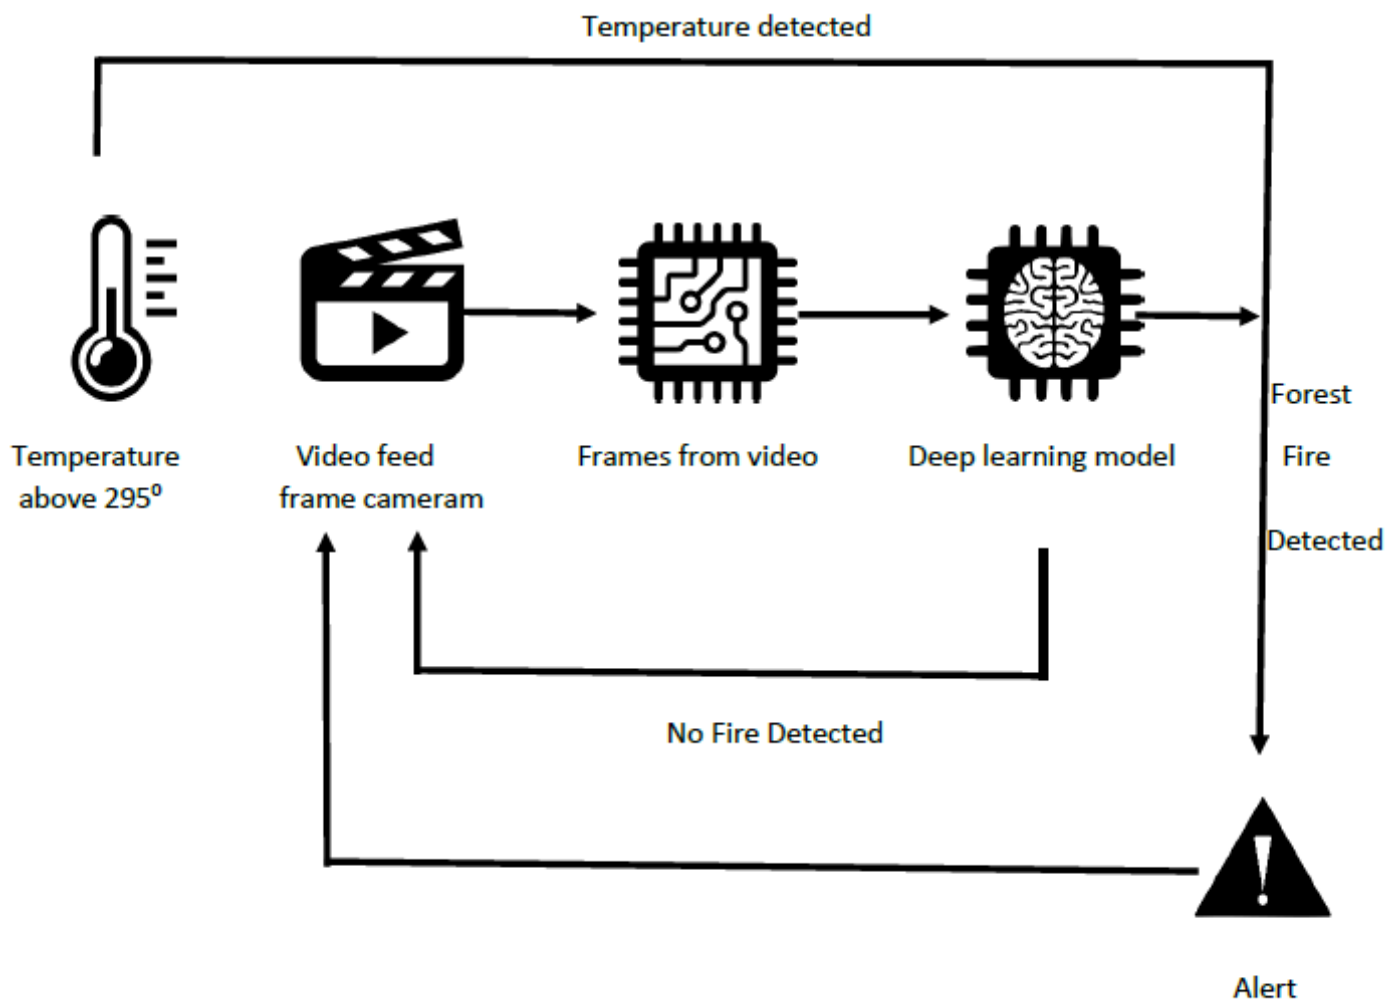 Temperature detected
Temperature
above 295⁰
Video feed
frame cameram
Frames from video
Deep learning model
Forest
Fire
Detected
No Fire Detected
Alert